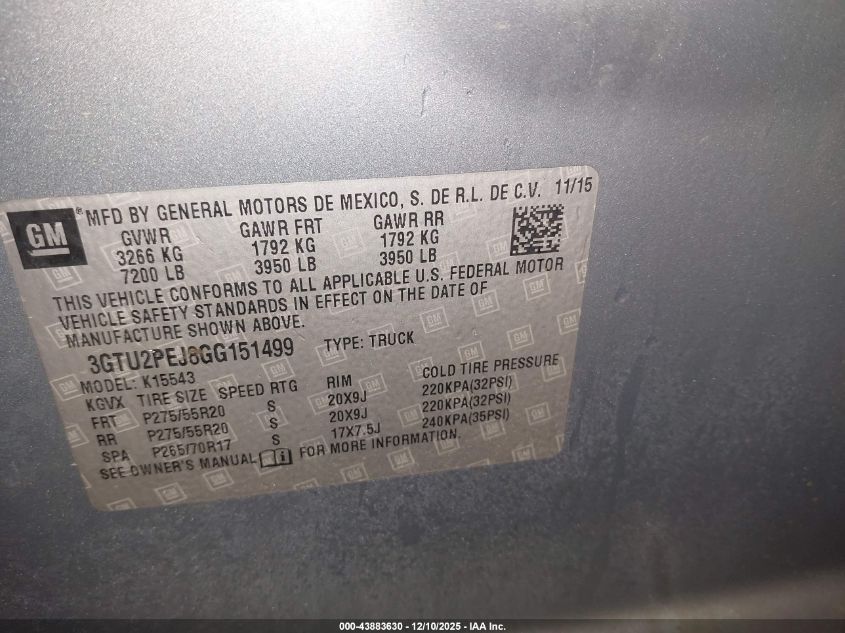 GM ® MFD BY GENERAL MOTORS DE MEXICO, S. DE R.L. DE C.V. 11/15
GVWR GAWR FRT GAWR RR
3266 KG 1792 KG 1792 KG
7200 LB 3950 LB 3950 LB
THIS VEHICLE CONFORMS TO ALL APPLICABLE U.S. FEDERAL MOTOR
VEHICLE SAFETY STANDARDS IN EFFECT ON THE DATE OF
MANUFACTURE SHOWN ABOVE.
3GTU2PEJ8GG151499 TYPE: TRUCK
MODEL: K15543
KGVX TIRE SIZE SPEED RTG RIM COLD TIRE PRESSURE
FRT P275/55R20 S 20X9J 220KPA(32PSI)
RR P275/55R20 S 20X9J 220KPA(32PSI)
SPA P265/70R17 S 17X7.5J 240KPA(35PSI)
SEE OWNER'S MANUAL FOR MORE INFORMATION.
000-43883630 - 12/10/2025 - IAA Inc.